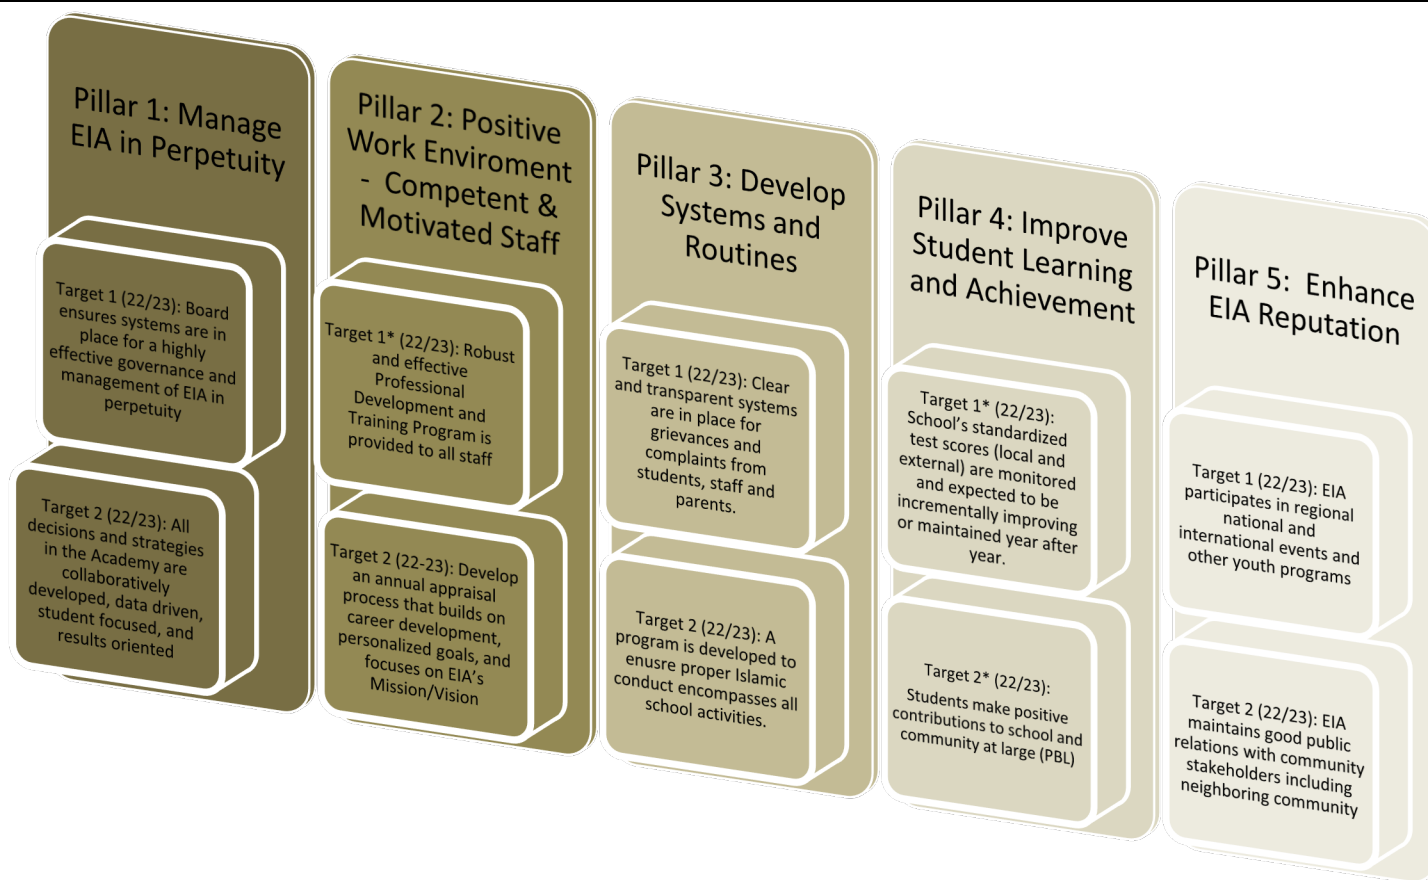 Pillar 1: Manage
EIA in Perpetuity
Target 1 (22/23): Board
ensures systems are in
place for a highly
effective governance and
management of EIA in
perpetuity
Target 2 (22/23): All
decisions and strategies
in the Academy are
collaboratively
developed, data driven,
student focused, and
results oriented
Pillar 2: Positive
Work Enviroment
- Competent &
Motivated Staff
Target 1* (22/23): Robust
and effective
Professional
Development and
Training Program is
provided to all staff
Target 2 (22-23): Develop
an annual appraisal
process that builds on
career development,
personalized goals, and
focuses on EIA's
Mission/Vision
Pillar 3: Develop
Systems and
Routines
Target 1 (22/23): Clear
and transparent systems
are in place for
grievances and
complaints from
students, staff and
parents.
Target 2 (22/23): A
program is developed to
enusre proper Islamic
conduct encompasses all
school activities.
Pillar 4: Improve
Student Learning
and Achievement
Target 1* (22/23):
School's standardized
test scores (local and
external) are monitored
and expected to be
incrementally improving
or maintained year after
year.
Target 2* (22/23):
Students make positive
contributions to school and
community at large (PBL)
Pillar 5: Enhance
EIA Reputation
Target 1 (22/23): EIA
participates in regional
national and
international events and
other youth programs
Target 2 (22/23): EIA
maintains good public
relations with community
stakeholders including
neighboring community